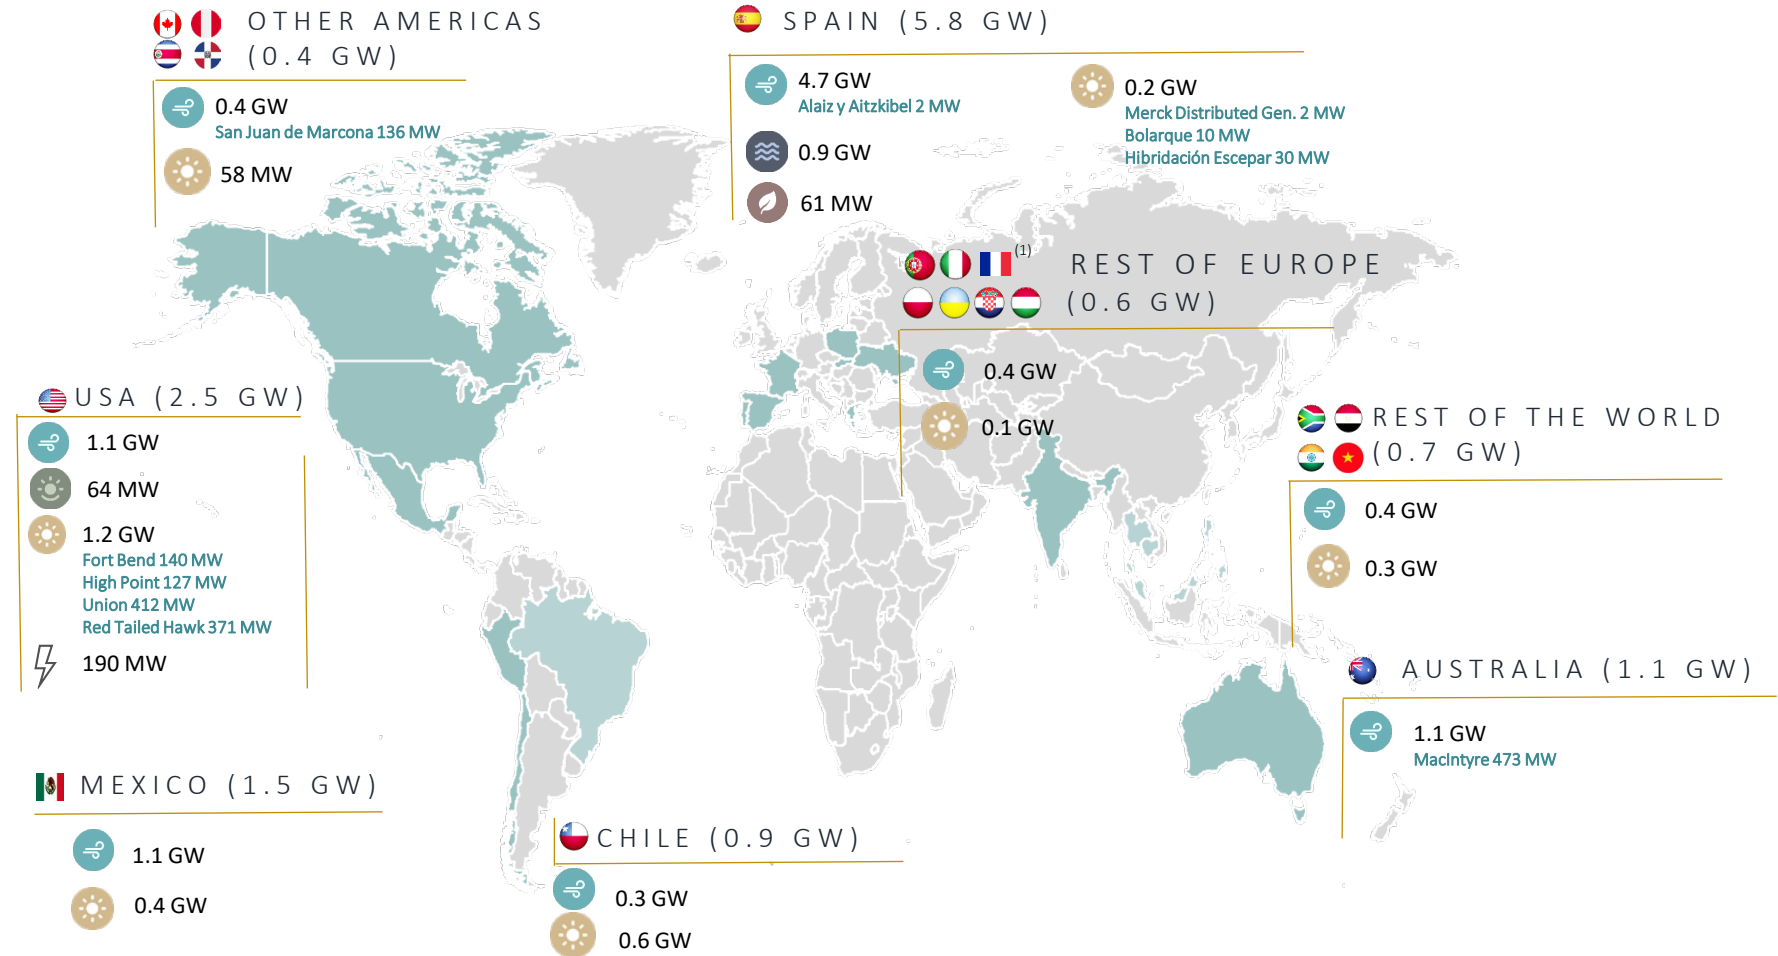 OTHER AMERICAS
(0.4 GW)
0.4 GW
San Juan de Marcona 136 MW
58 MW
SPAIN (5.8 GW)
4.7 GW
Alaiz y Aitzkibel 2 MW
0.9 GW
61 MW
0.2 GW
Merck Distributed Gen. 2 MW
Bolarque 10 MW
Hibridación Escepar 30 MW
(1)
REST OF EUROPE
(0.6 GW)
0.4 GW
0.1 GW
USA (2.5 GW)
1.1 GW
64 MW
1.2 GW
Fort Bend 140 MW
High Point 127 MW
Union 412 MW
Red Tailed Hawk 371 MW
190 MW
REST OF THE WORLD
(0.7 GW)
0.4 GW
0.3 GW
AUSTRALIA (1.1 GW)
1.1 GW
MacIntyre 473 MW
MEXICO (1.5 GW)
1.1 GW
0.4 GW
CHILE (0.9 GW)
0.3 GW
0.6 GW